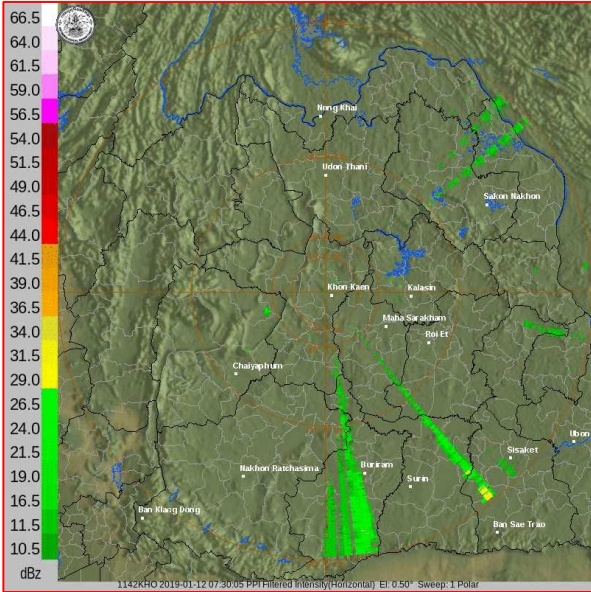 66.5
64.0
61.5
59.0
56.5
54.0
51.5
49.0
46.5
44.0
41.5
39.0
36.5
34.0
31.5
29.0
26.5
24.0
21.5
19.0
16.5
11.5
10.5
dBz
Nong Khai
Udon Thani
Sakon Nakhon
Khon Kaen
Kalasin
Maha Sarakham
Roi Et
Chaiyaphum
Ubon
Sisaket
Buriram
Nakhon Ratchasima
Surin
Ban Klang Dong
Ban Sae Trao
1142KHO 2019-01-12 07:30:05 PPI Filtered Intensity(Horizontal) El: 0.50° Sweep: 1 Polar